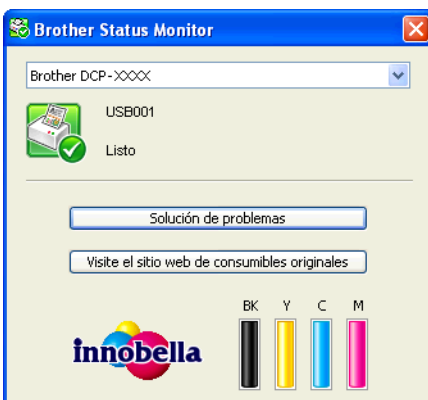 Brother Status Monitor
Brother DCP-XXXX
USB001
Listo
Solución de problemas
Visite el sitio web de consumibles originales
BK Y C M
innobella